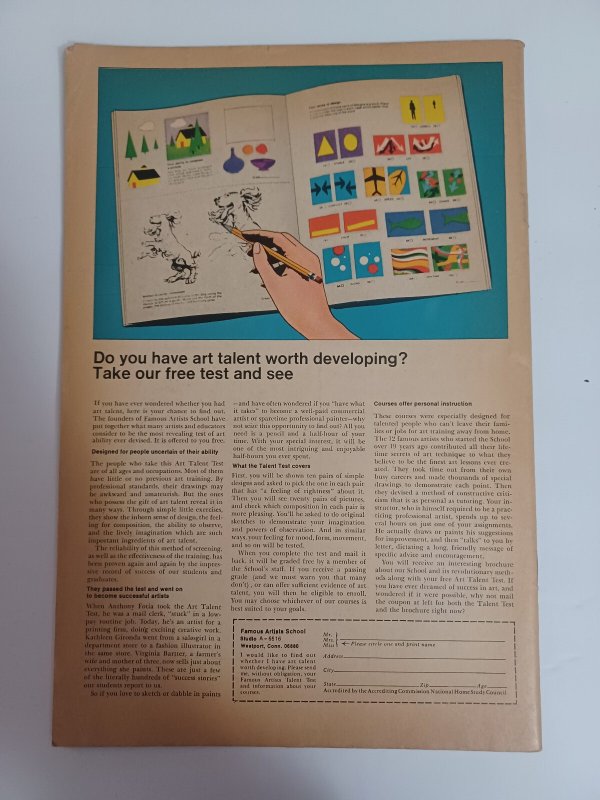 Do you have art talent worth developing?
Take our free test and see
If you have ever wondered whether you had
art talent, here is your chance to find out.
The founders of Famous Artists School have
put together what many artists and educators
consider to be the most revealing test of art
ability ever devised. It is offered to you free.
Designed for people uncertain of their ability
The people who take this Art Talent Test
are of all ages and occupations. Most of them
have little or no previous art training. By
professional standards, their drawings may
be awkward and amateurish. But the ones
who possess the gift of art talent reveal it in
many ways. Through simple little exercises,
they show the inborn sense of design, the feel-
ing for composition, the ability to observe,
and the lively imagination which are such
important ingredients of art talent.
The reliability of this method of screening,
as well as the effectiveness of the training, has
been proven again and again by the impres-
sive record of success of our students and
graduates.
They passed the test and went on
to become successful artists
When Anthony Fotia took the Art Talent
Test, he was a mail clerk, "stuck" in a low-
pay routine job. Today, he's an artist for a
printing firm, doing exciting creative work.
Kathleen Gironda went from a salesgirl in a
department store to a fashion illustrator in
the same store. Virginia Bartter, a farmer's
wife and mother of three, now sells just about
everything she paints. These are just a few
of the literally hundreds of "success stories"
our students report to us.
So if you love to sketch or dabble in paints
—and have often wondered if you "have what
it takes" to become a well-paid commercial
artist or sparetime professional painter—why
not seize this opportunity to find out? All you
need is a pencil and a half-hour of your
time. With your special interest, it will be
one of the most intriguing and enjoyable
half-hours you ever spent.
What the Talent Test covers
First, you will be shown ten pairs of simple
designs and asked to pick the one in each pair
that has "a feeling of rightness" about it.
Then you will see twenty pairs of pictures,
and check which composition in each pair is
more pleasing. You'll be asked to do original
sketches to demonstrate your imagination
and powers of observation. And in similar
ways, your feeling for mood, form, movement,
and so on will be tested.
When you complete the test and mail it
back, it will be graded free by a member of
the School's staff. If you receive a passing
grade (and we must warn you that many
don't), or can offer sufficient evidence of art
talent, you will then be eligible to enroll.
You may choose whichever of our courses is
best suited to your goals.
Courses offer personal instruction
These courses were especially designed for
talented people who can't leave their fami-
lies or jobs for art training away from home.
The 12 famous artists who started the School
over 19 years ago contributed all their life-
time secrets of art technique to what they
believe to be the finest art lessons ever cre-
ated. They took time out from their own
busy careers and made thousands of special
drawings to demonstrate each point. Then
they devised a method of constructive criti-
cism that is as personal as tutoring. Your in-
structor, who is himself required to be a prac-
ticing professional artist, spends up to sev-
eral hours on just one of your assignments.
He actually draws or paints his suggestions
for improvement, and then "talks" to you by
letter, dictating a long, friendly message of
specific advice and encouragement.
You will receive an interesting brochure
about our School and its revolutionary meth-
ods along with your free Art Talent Test. If
you have ever dreamed of success in art, and
wondered if it were possible, why not mail
the coupon at left for both the Talent Test
and the brochure right now?
Famous Artists School
Studio A-6516
Westport, Conn. 06880
I would like to find out
whether I have art talent
worth developing. Please send
me, without obligation, your
Famous Artists Talent Test
and information about your
courses.
Mr.
Mrs.
Miss
Please circle one and print name
Address
City
State Zip Age
Accredited by the Accrediting Commission National Home Study Council